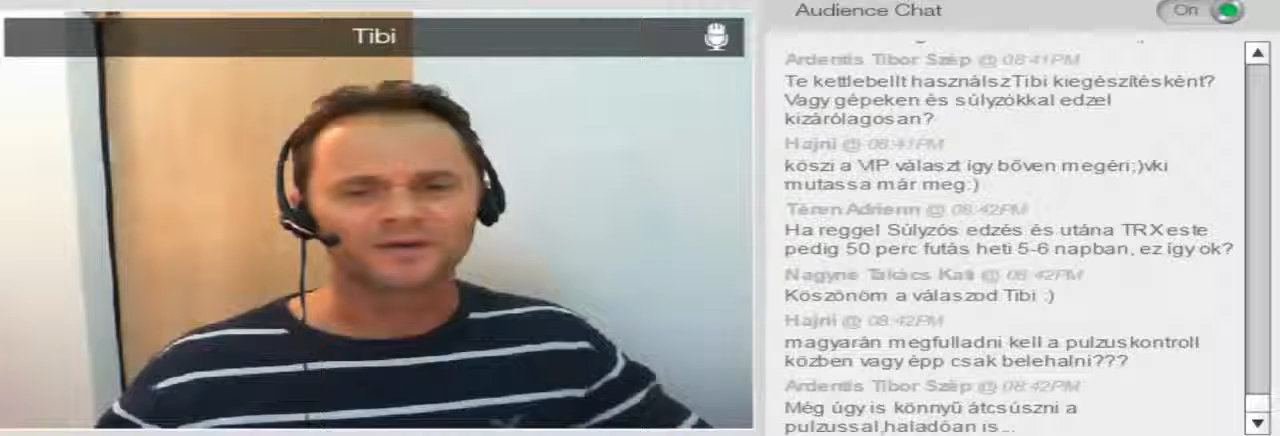 Tibi
Audience Chat
On
Ardentis Tibor Szép @ 08:41PM
Te kettlebellt használsz Tibi kiegészítésként?
Vagy gépeken és súlyzókkal edzel
kizárólagosan?
Hajni @ 08:41PM
köszi a VIP választ így bőven megéri;)vki
mutassa már meg:)
Téren Adrienn @ 08:42PM
Ha reggel Súlyzós edzés és utána TRX este
pedig 50 perc futás heti 5-6 napban, ez így ok?
Nagyne Takács Kati @ 08:42PM
Köszönöm a válaszod Tibi :)
Hajni @ 08:42PM
magyarán megfulladni kell a pulzuskontroll
közben vagy épp csak belehalni???
Ardentis Tibor Szép @ 08:42PM
Még úgy is könnyű átcsúszni a
pulzussal,haladóan is...